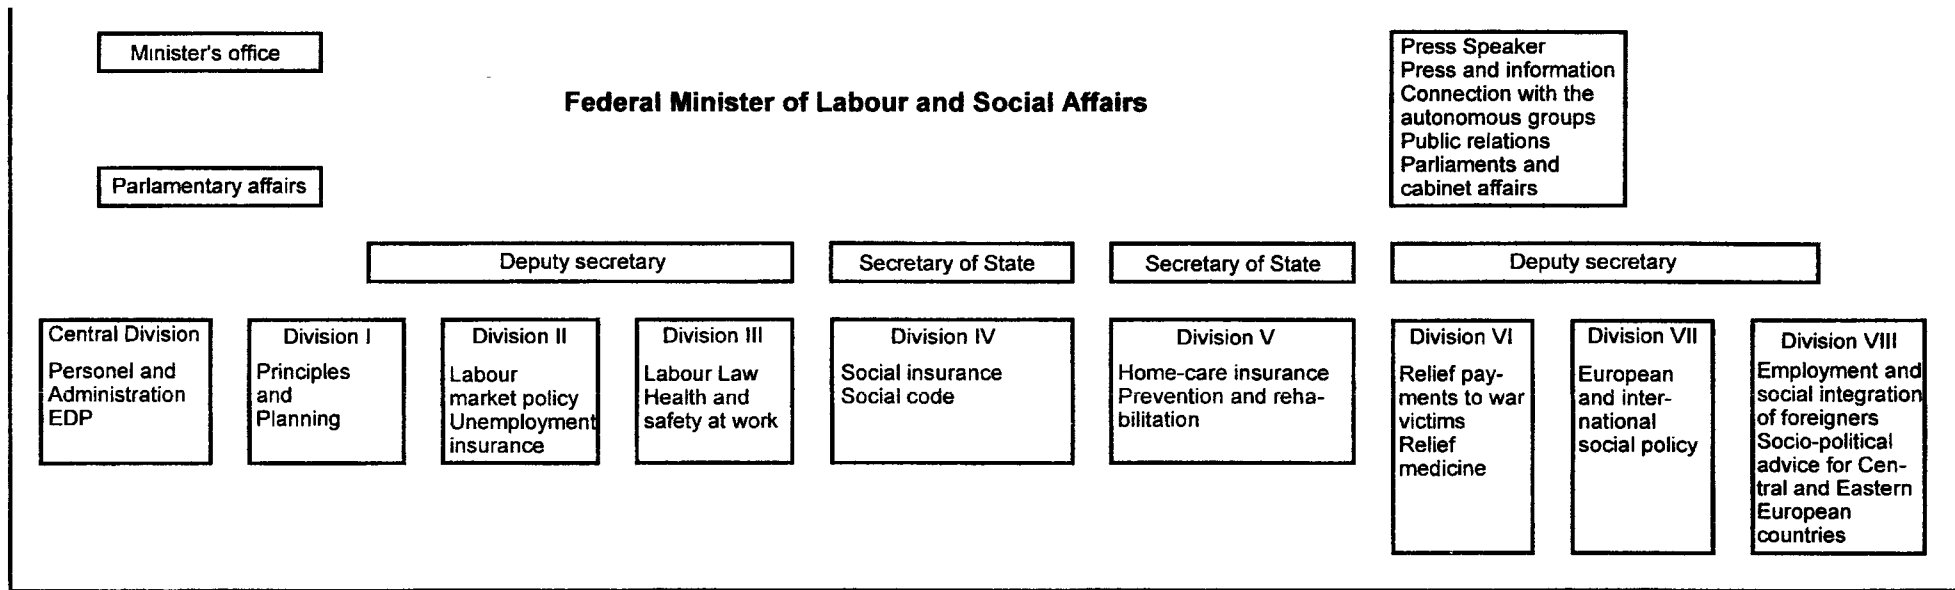 Minister's office
Federal Minister of Labour and Social Affairs
Parlamentary affairs
Press Speaker
Press and information
Connection with the
autonomous groups
Public relations
Parliaments and
cabinet affairs
Deputy secretary
Secretary of State
Secretary of State
Deputy secretary
Central Division
Personel and
Administration
EDP
Division I
Principles
and
Planning
Division II
Labour
market policy
Unemployment
insurance
Division III
Labour Law
Health and
safety at work
Division IV
Social insurance
Social code
Division V
Home-care insurance
Prevention and reha-
bilitation
Division VI
Relief pay-
ments to war
victims
Relief
medicine
Division VII
European
and inter-
national
social policy
Division VIII
Employment and
social integration
of foreigners
Socio-political
advice for Cen-
tral and Eastern
European
countries